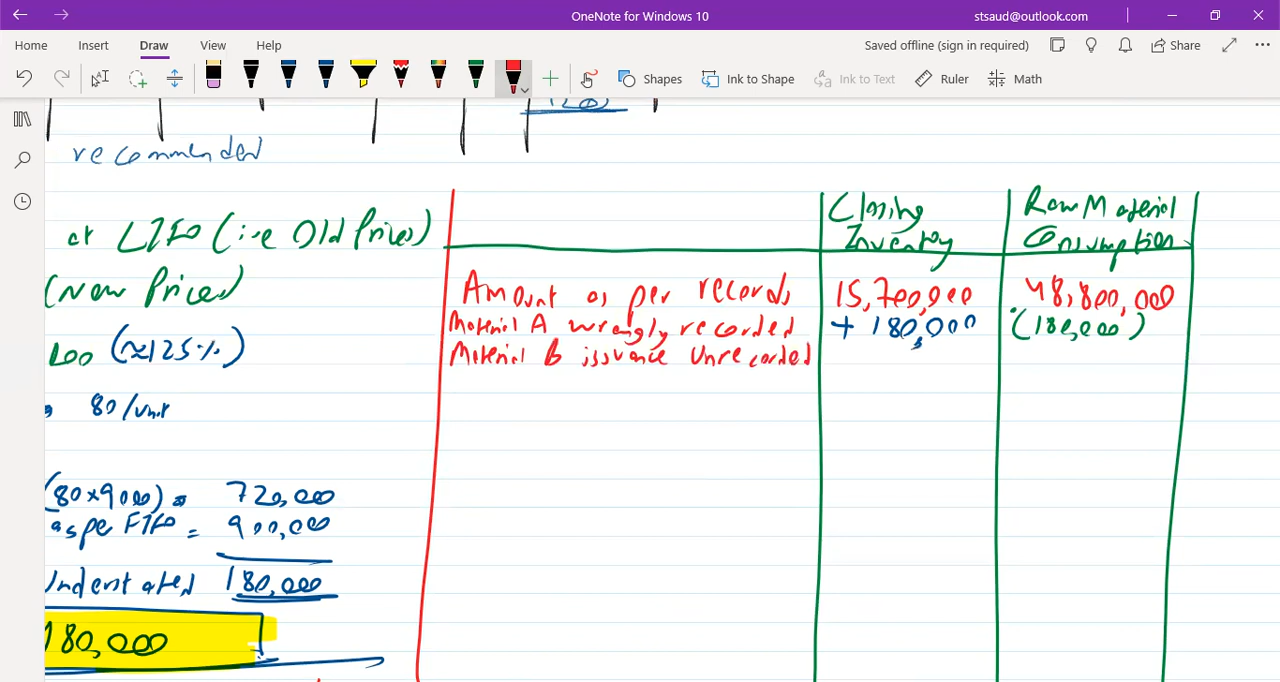 OneNote for Windows 10
stsaud@outlook.com
Home Insert Draw View Help
Saved offline (sign in required) Share
Shapes Ink to Shape Ink to Text Ruler Math
recommended
at LIFO (i.e Old Prices)
(New Prices)
100 (≈125%)
80/unit
(80×9000) = 720,000
as per FIFO = 900,000
Understated 180,000
180,000
Closing Inventory
Raw Material Consumption
Amount as per records 15,700,000 48,800,000
Material A wrongly recorded + 180,000 (180,000)
Material B issuance Unrecorded